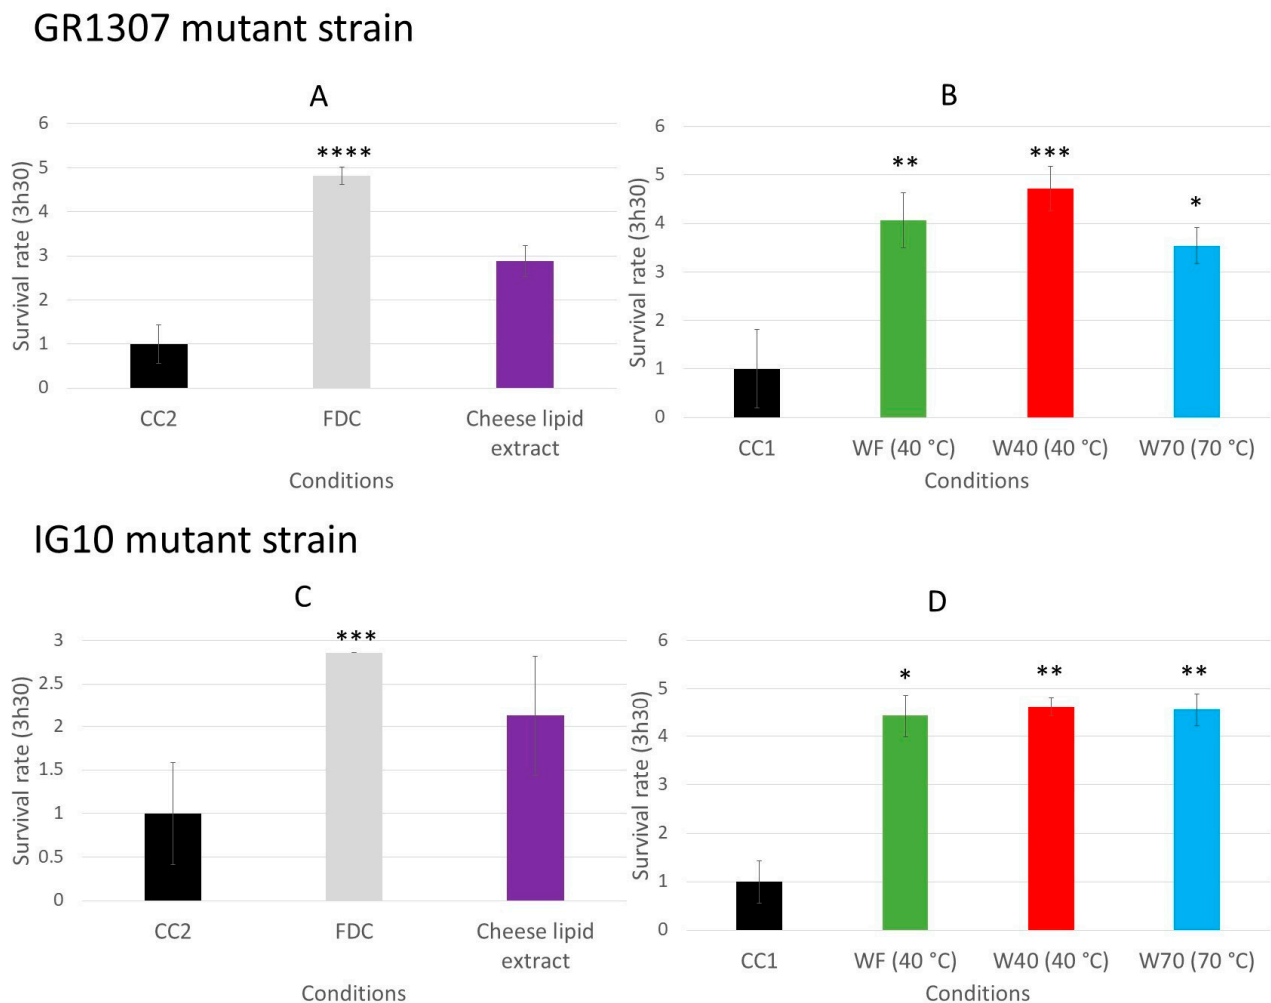 GR1307 mutant strain
A
6
5
4
3
2
1
0
Survival rate (3h30)
****
CC2
FDC
Cheese lipid
extract
Conditions
B
6
5
4
3
2
1
0
Survival rate (3h30)
**
***
*
CC1
WF (40 °C)
W40 (40 °C)
W70 (70 °C)
Conditions
IG10 mutant strain
C
3
2.5
2
1.5
1
0.5
0
Survival rate (3h30)
***
CC2
FDC
Cheese lipid
extract
Conditions
D
6
5
4
3
2
1
0
Survival rate (3h30)
*
**
**
CC1
WF (40 °C)
W40 (40 °C)
W70 (70 °C)
Conditions